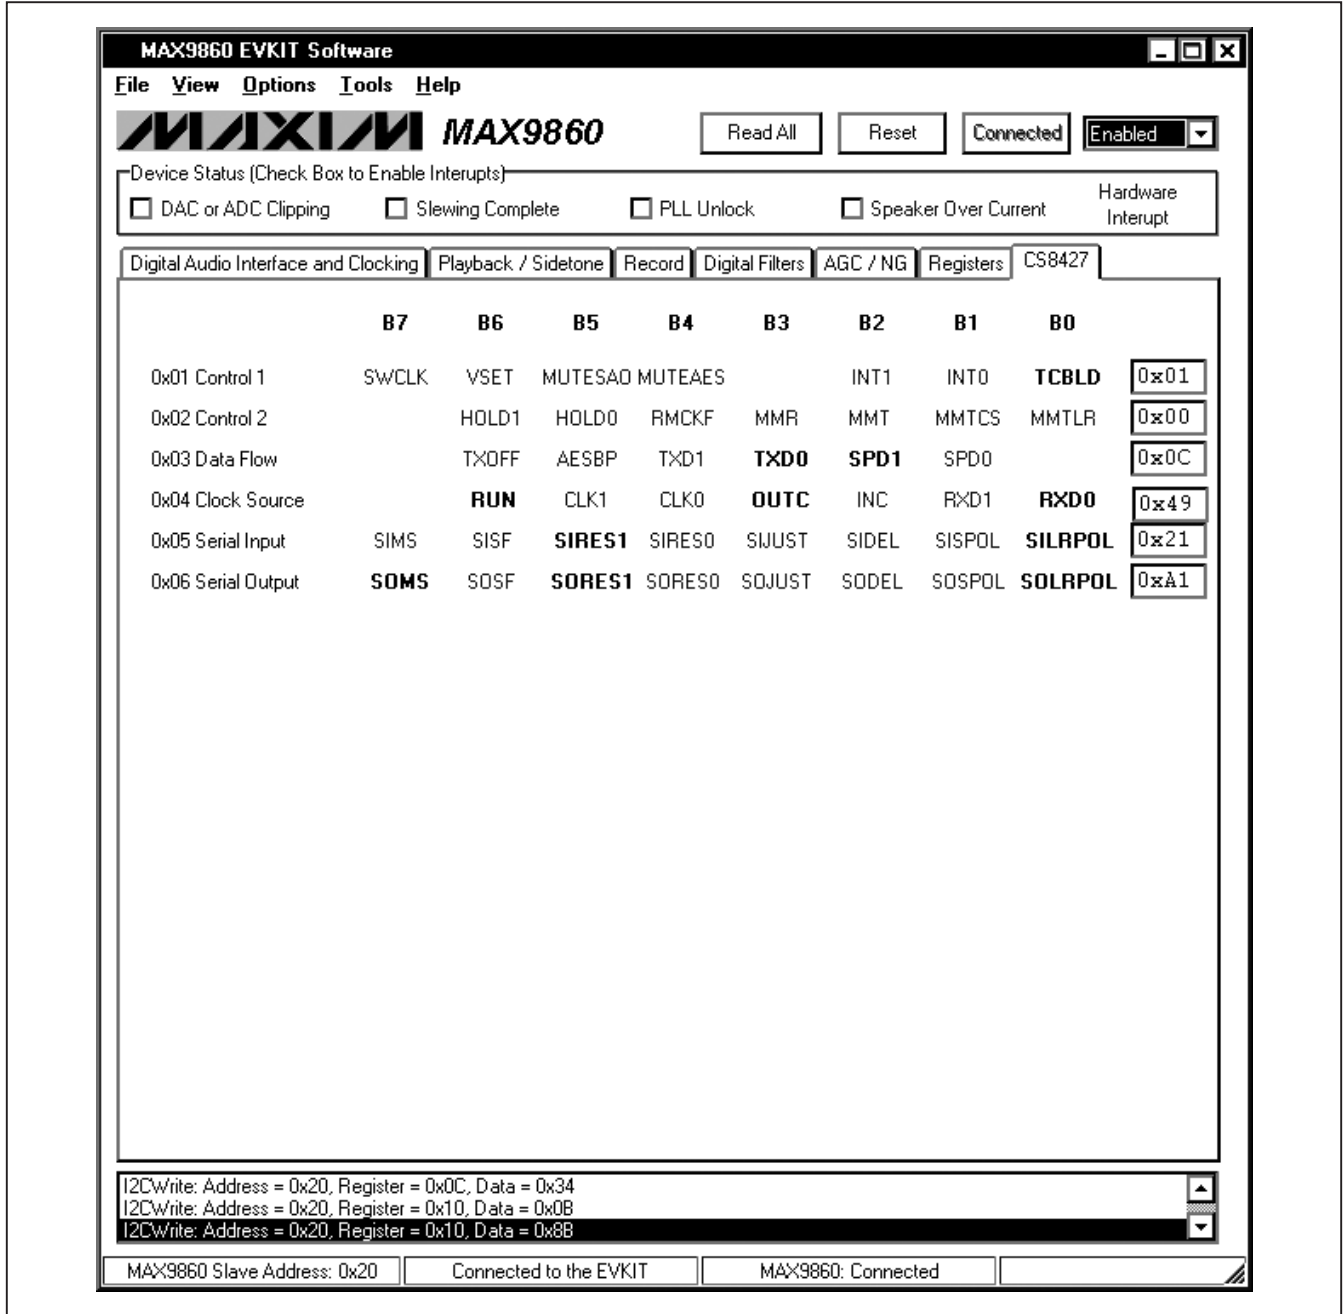 MAX9860 EVKIT Software
File View Options Tools Help
MAXIM MAX9860 Read All Reset Connected Enabled
Device Status (Check Box to Enable Interupts)
DAC or ADC Clipping Slewing Complete PLL Unlock Speaker Over Current Hardware Interupt
Digital Audio Interface and Clocking Playback / Sidetone Record Digital Filters AGC / NG Registers CS8427
B7 B6 B5 B4 B3 B2 B1 B0
0x01 Control 1 SWCLK VSET MUTESAO MUTEAES INT1 INT0 TCBLD 0x01
0x02 Control 2 HOLD1 HOLD0 RMCKF MMR MMT MMTCS MMTLR 0x00
0x03 Data Flow TXOFF AESBP TXD1 TXD0 SPD1 SPD0 0x0C
0x04 Clock Source RUN CLK1 CLK0 OUTC INC RXD1 RXD0 0x49
0x05 Serial Input SIMS SISF SIRES1 SIRES0 SIJUST SIDEL SISPOL SILRPOL 0x21
0x06 Serial Output SOMS SOSF SORES1 SORES0 SOJUST SODEL SOSPOL SOLRPOL 0xA1
I2CWrite: Address = 0x20, Register = 0x0C, Data = 0x34
I2CWrite: Address = 0x20, Register = 0x10, Data = 0x0B
I2CWrite: Address = 0x20, Register = 0x10, Data = 0x8B
MAX9860 Slave Address: 0x20 Connected to the EVKIT MAX9860: Connected